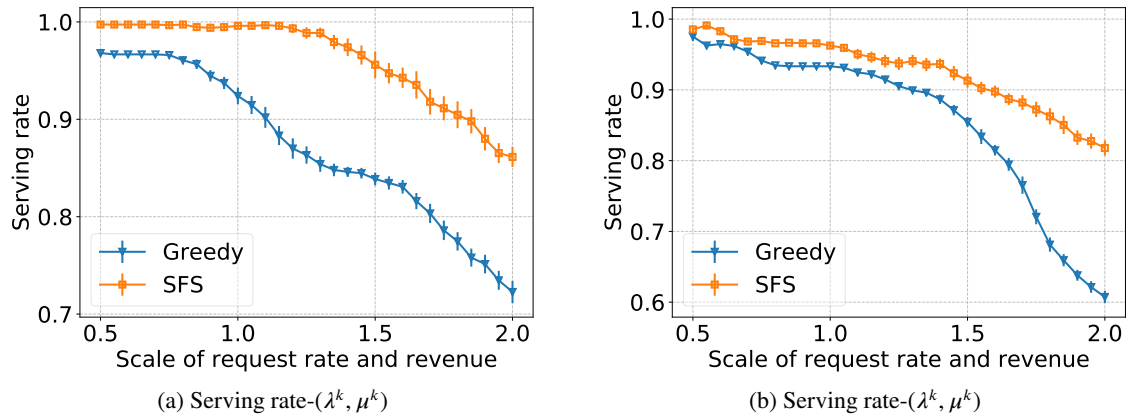 1.0
0.9
0.8
0.7
Serving rate
Greedy
SFS
0.5
1.0
1.5
2.0
Scale of request rate and revenue
(a) Serving rate-(λ^k, μ^k)
1.0
0.9
0.8
0.7
0.6
Serving rate
Greedy
SFS
0.5
1.0
1.5
2.0
Scale of request rate and revenue
(b) Serving rate-(λ^k, μ^k)